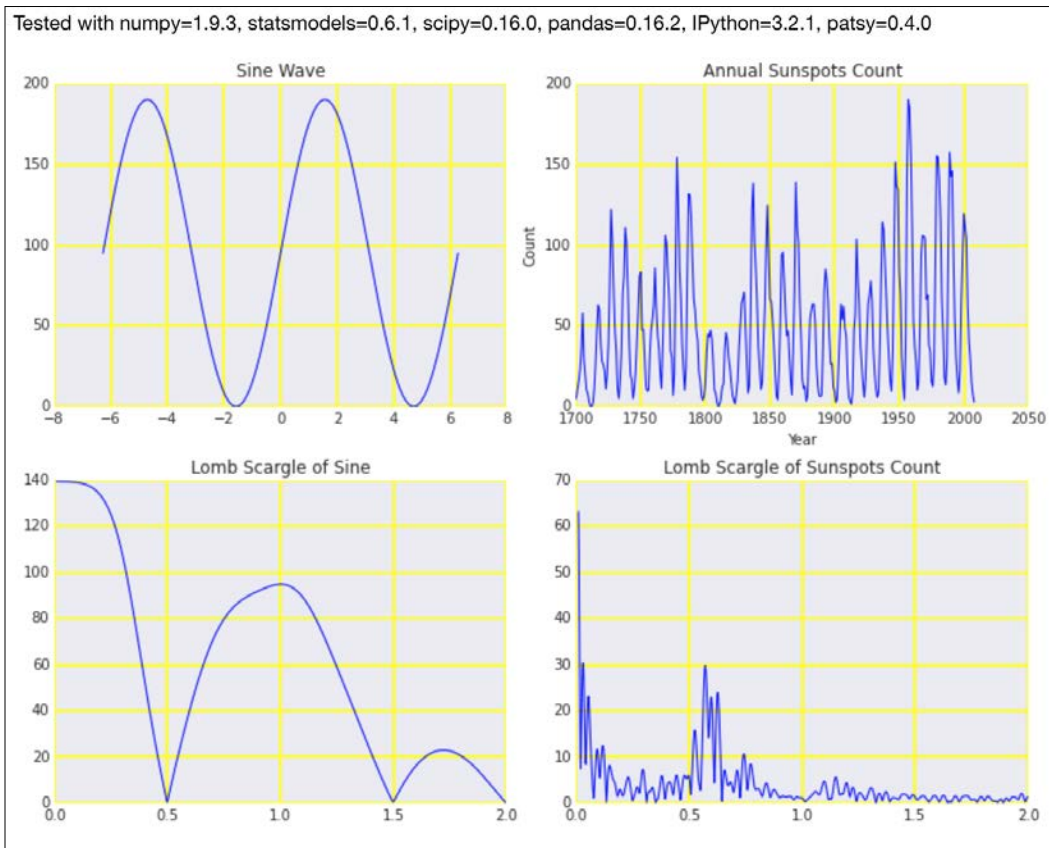 Tested with numpy=1.9.3, statsmodels=0.6.1, scipy=0.16.0, pandas=0.16.2, IPython=3.2.1, patsy=0.4.0
Sine Wave
200
150
100
50
0
−8 −6 −4 −2 0 2 4 6 8
Annual Sunspots Count
Count
200
150
100
50
0
1700 1750 1800 1850 1900 1950 2000 2050
Year
Lomb Scargle of Sine
140
120
100
80
60
40
20
0
0.0 0.5 1.0 1.5 2.0
Lomb Scargle of Sunspots Count
70
60
50
40
30
20
10
0
0.0 0.5 1.0 1.5 2.0